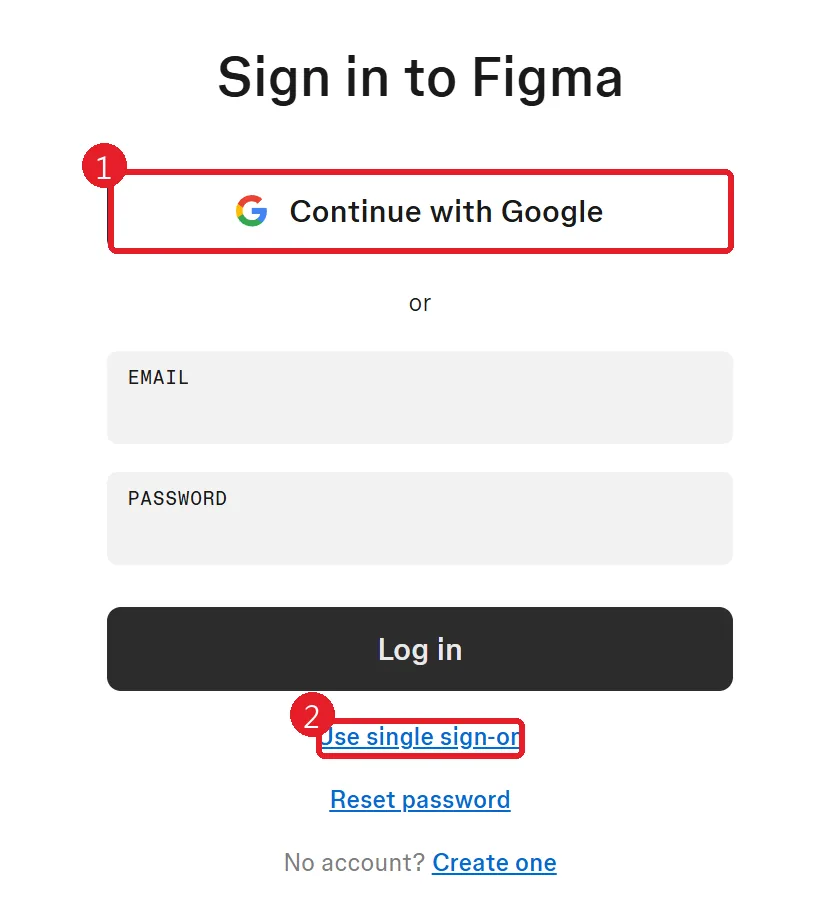 Sign in to Figma
1
Continue with Google
or
EMAIL
PASSWORD
Log in
2
Use single sign-on
Reset password
No account? Create one